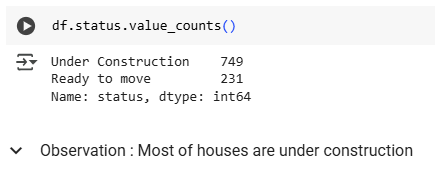 df.status.value_counts()
Under Construction    749
Ready to move         231
Name: status, dtype: int64
Observation : Most of houses are under construction